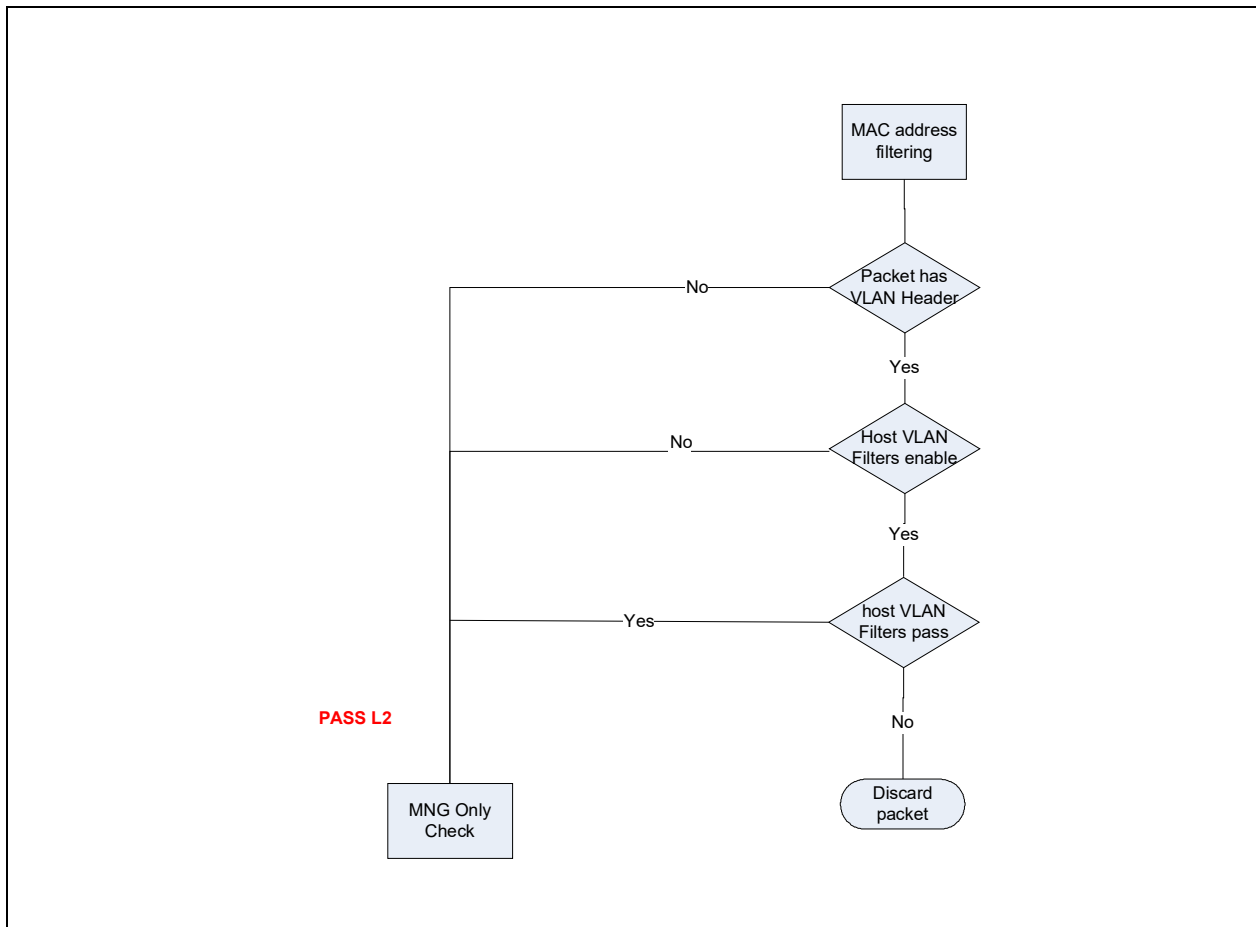 MAC address
filtering
Packet has
VLAN Header
No
Yes
Host VLAN
Filters enable
No
Yes
host VLAN
Filters pass
Yes
PASS L2
No
MNG Only
Check
Discard
packet